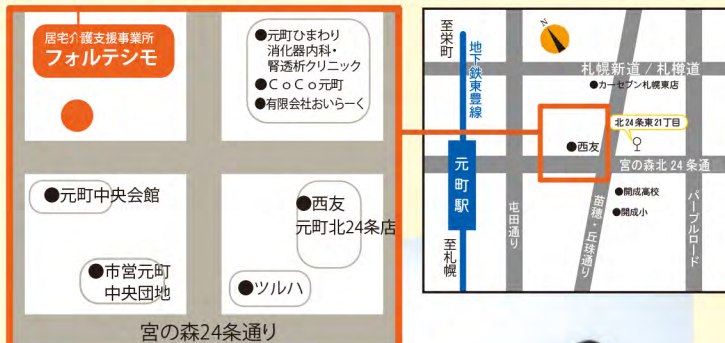 居宅介護支援事業所
フォルテシモ
●元町ひまわり
消化器内科・
腎透析クリニック
●CoCo元町
●有限会社おいらーく
●元町中央会館
●西友
元町北24条店
●市営元町
中央団地
●ツルハ
宮の森24条通り
至栄町
地下鉄東豊線
元町駅
至札幌
N
札幌新道 / 札樽道
●カーセブン札幌東店
北24条東21丁目
●西友
宮の森北24条通
●開成高校
●開成小
屯田通り
苗穂・丘珠通り
パープルロード